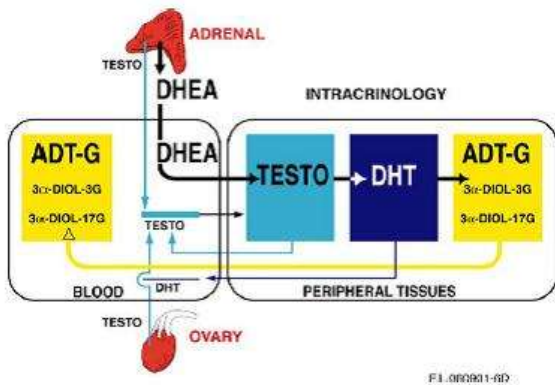 ADRENAL
TESTO
DHEA
INTRACRINOLOGY
DHEA
ADT-G
3α-DIOL-3G
3α-DIOL-17G
TESTO
TESTO
DHT
ADT-G
3α-DIOL-3G
3α-DIOL-17G
DHT
BLOOD
PERIPHERAL TISSUES
TESTO
OVARY